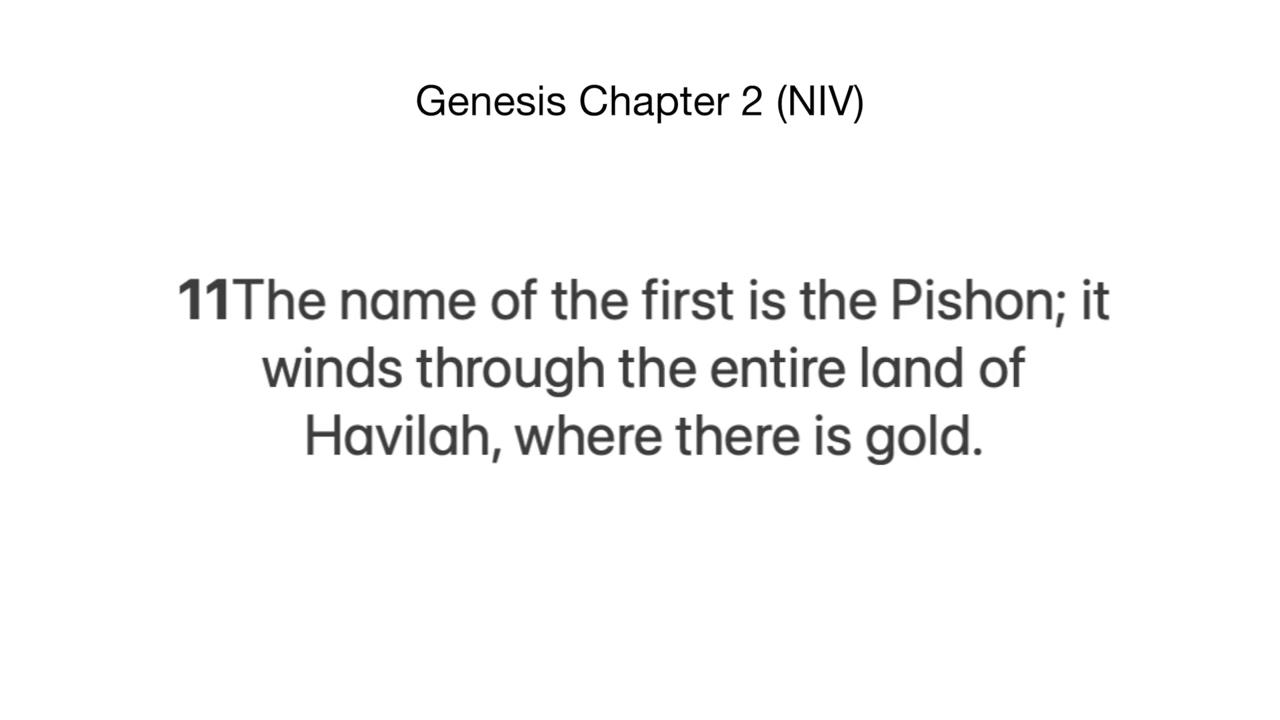 Genesis Chapter 2 (NIV)
11The name of the first is the Pishon; it
winds through the entire land of
Havilah, where there is gold.